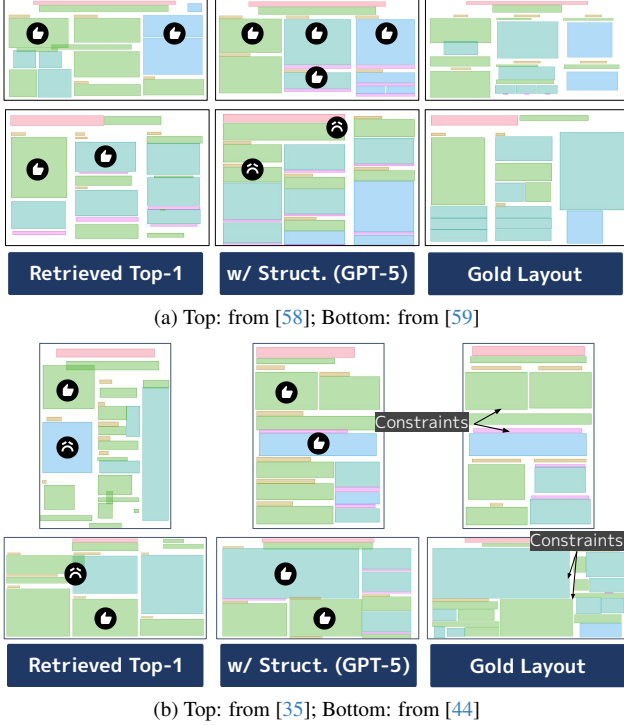 Retrieved Top-1
w/ Struct. (GPT-5)
Gold Layout
(a) Top: from [58]; Bottom: from [59]
Constraints
Constraints
Retrieved Top-1
w/ Struct. (GPT-5)
Gold Layout
(b) Top: from [35]; Bottom: from [44]